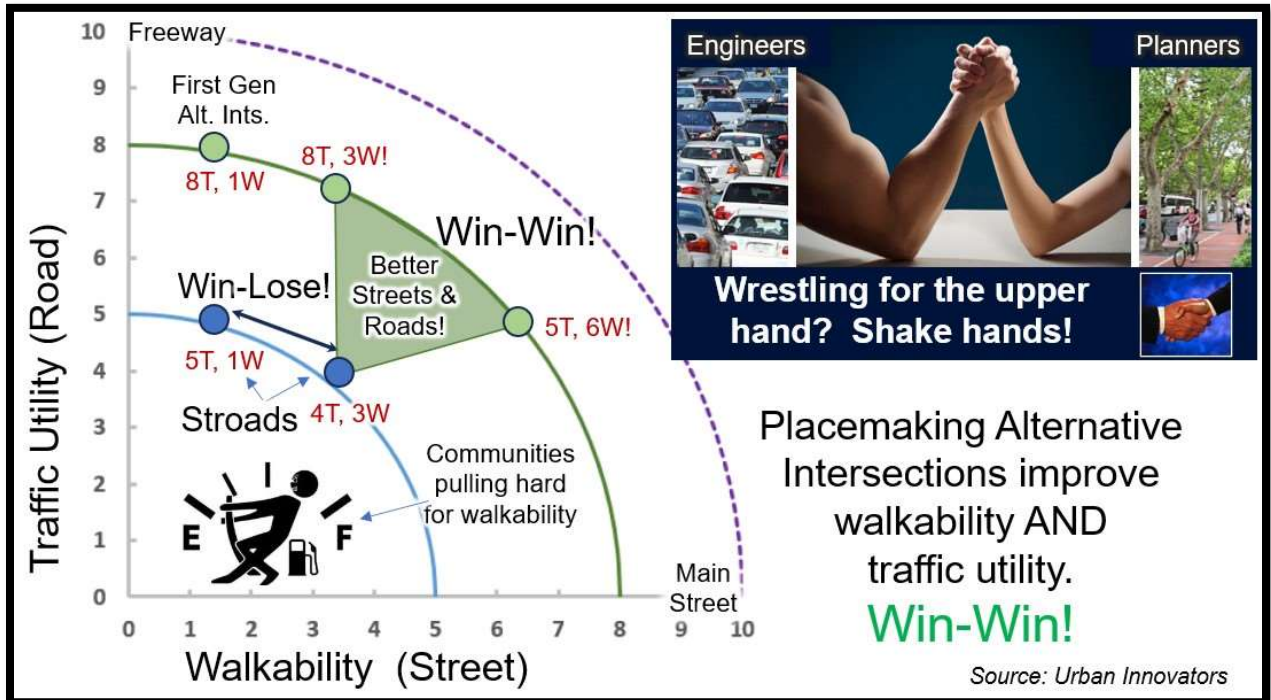 Traffic Utility (Road)
10
9
8
7
6
5
4
3
2
1
0
Freeway
First Gen
Alt. Ints.
8T, 1W
8T, 3W!
Win-Win!
Better
Streets &
Roads!
Win-Lose!
5T, 6W!
5T, 1W
4T, 3W
Stroads
Communities
pulling hard
for walkability
E
F
Main
Street
0 1 2 3 4 5 6 7 8 9 10
Walkability (Street)
Engineers
Planners
Wrestling for the upper
hand? Shake hands!
Placemaking Alternative
Intersections improve
walkability AND
traffic utility.
Win-Win!
Source: Urban Innovators